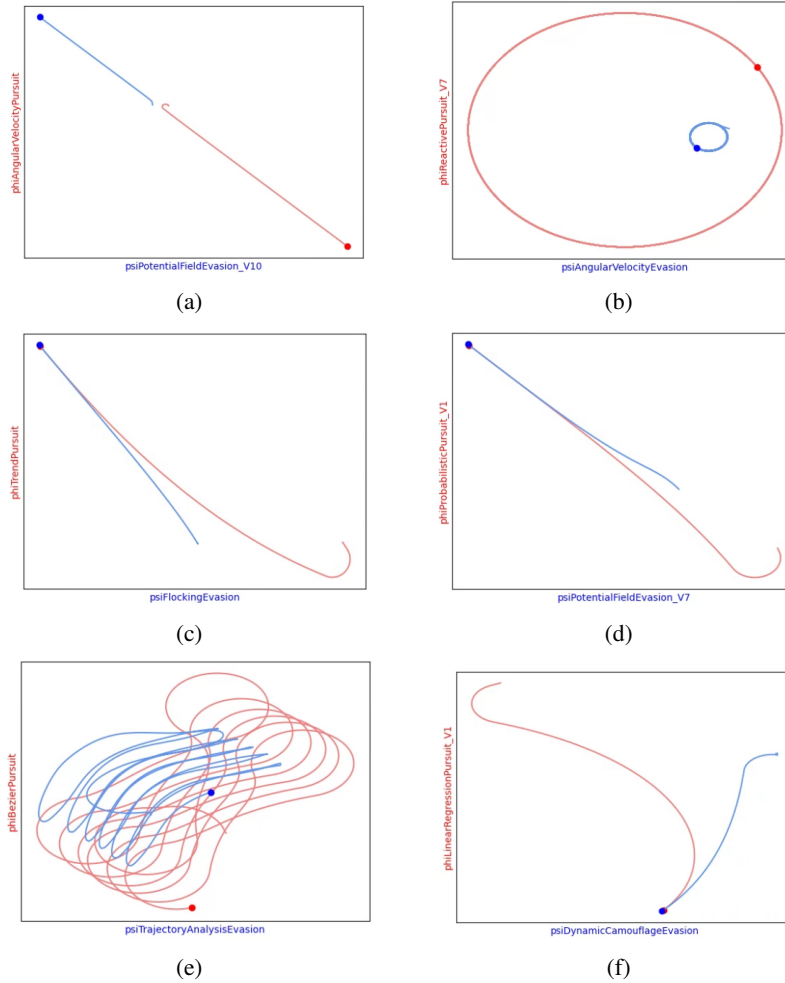 phiAngularVelocityPursuit
psiPotentialFieldEvasion_V10
(a)
phiReactivePursuit_V7
psiAngularVelocityEvasion
(b)
phiTrendPursuit
psiFlockingEvasion
(c)
phiProbabilisticPursuit_V1
psiPotentialFieldEvasion_V7
(d)
phiBezierPursuit
psiTrajectoryAnalysisEvasion
(e)
phiLinearRegressionPursuit_V1
psiDynamicCamouflageEvasion
(f)